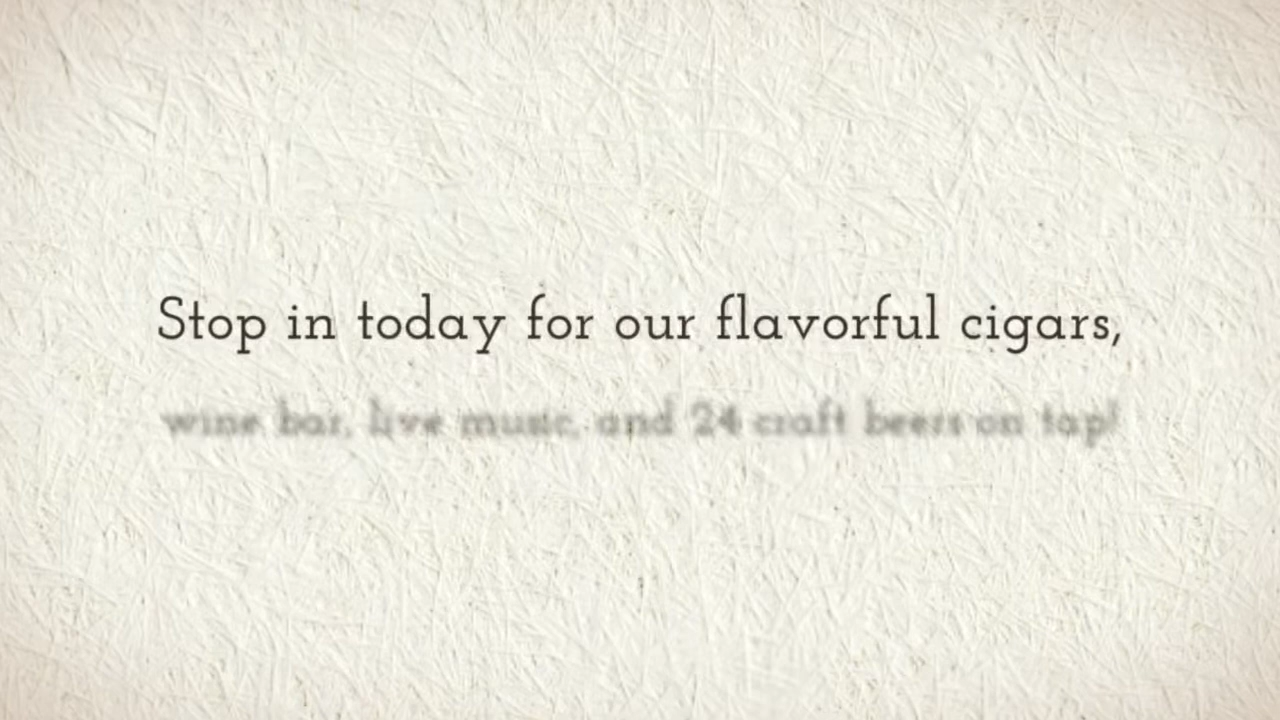 Stop in today for our flavorful cigars,
wine bar, live music, and 24 craft beers on tap!